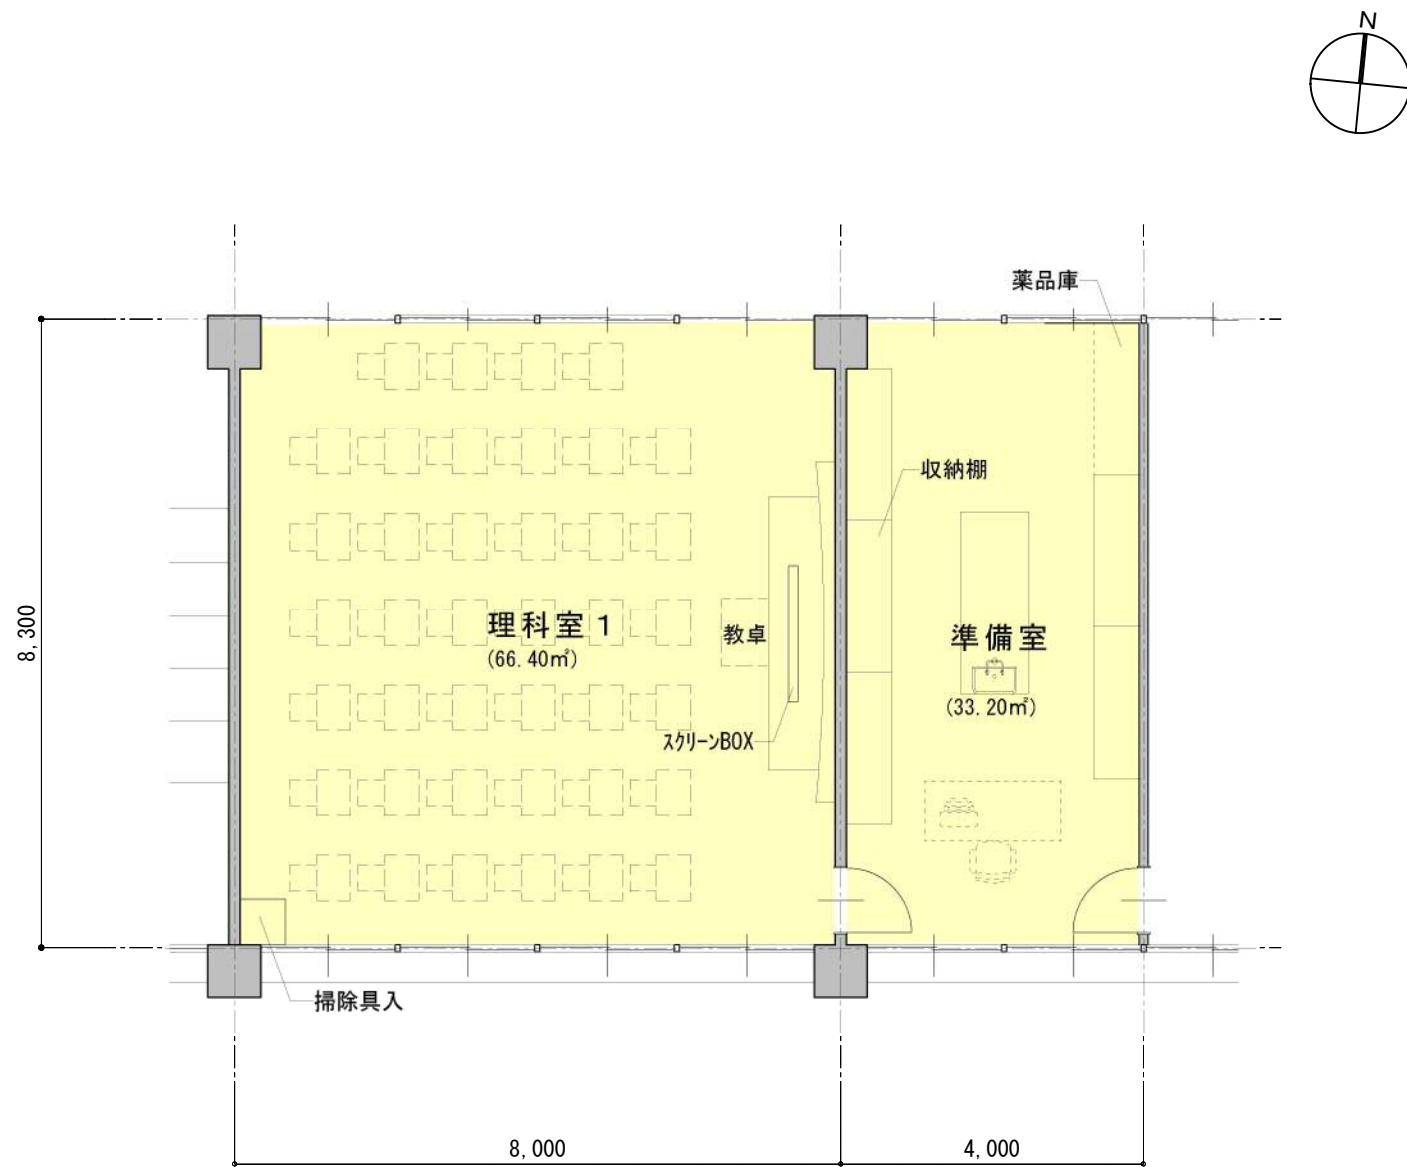 N
薬品庫
収納棚
8,300
理科室１
(66.40㎡)
教卓
準備室
(33.20㎡)
スクリーンBOX
掃除具入
8,000
4,000